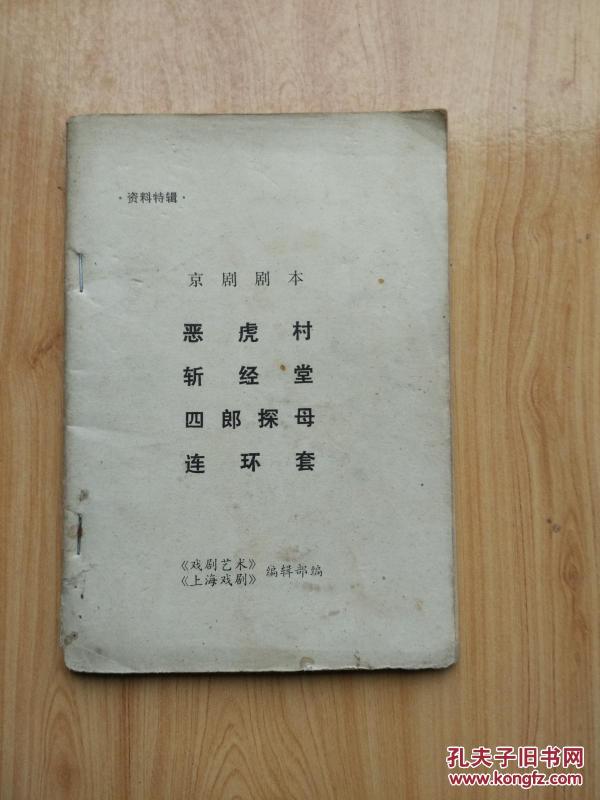 ·资料特辑·
京剧剧本
恶虎村
斩经堂
四郎探母
连环套
《戏剧艺术》
《上海戏剧》 编辑部编
孔夫子旧书网
www.kongfz.com